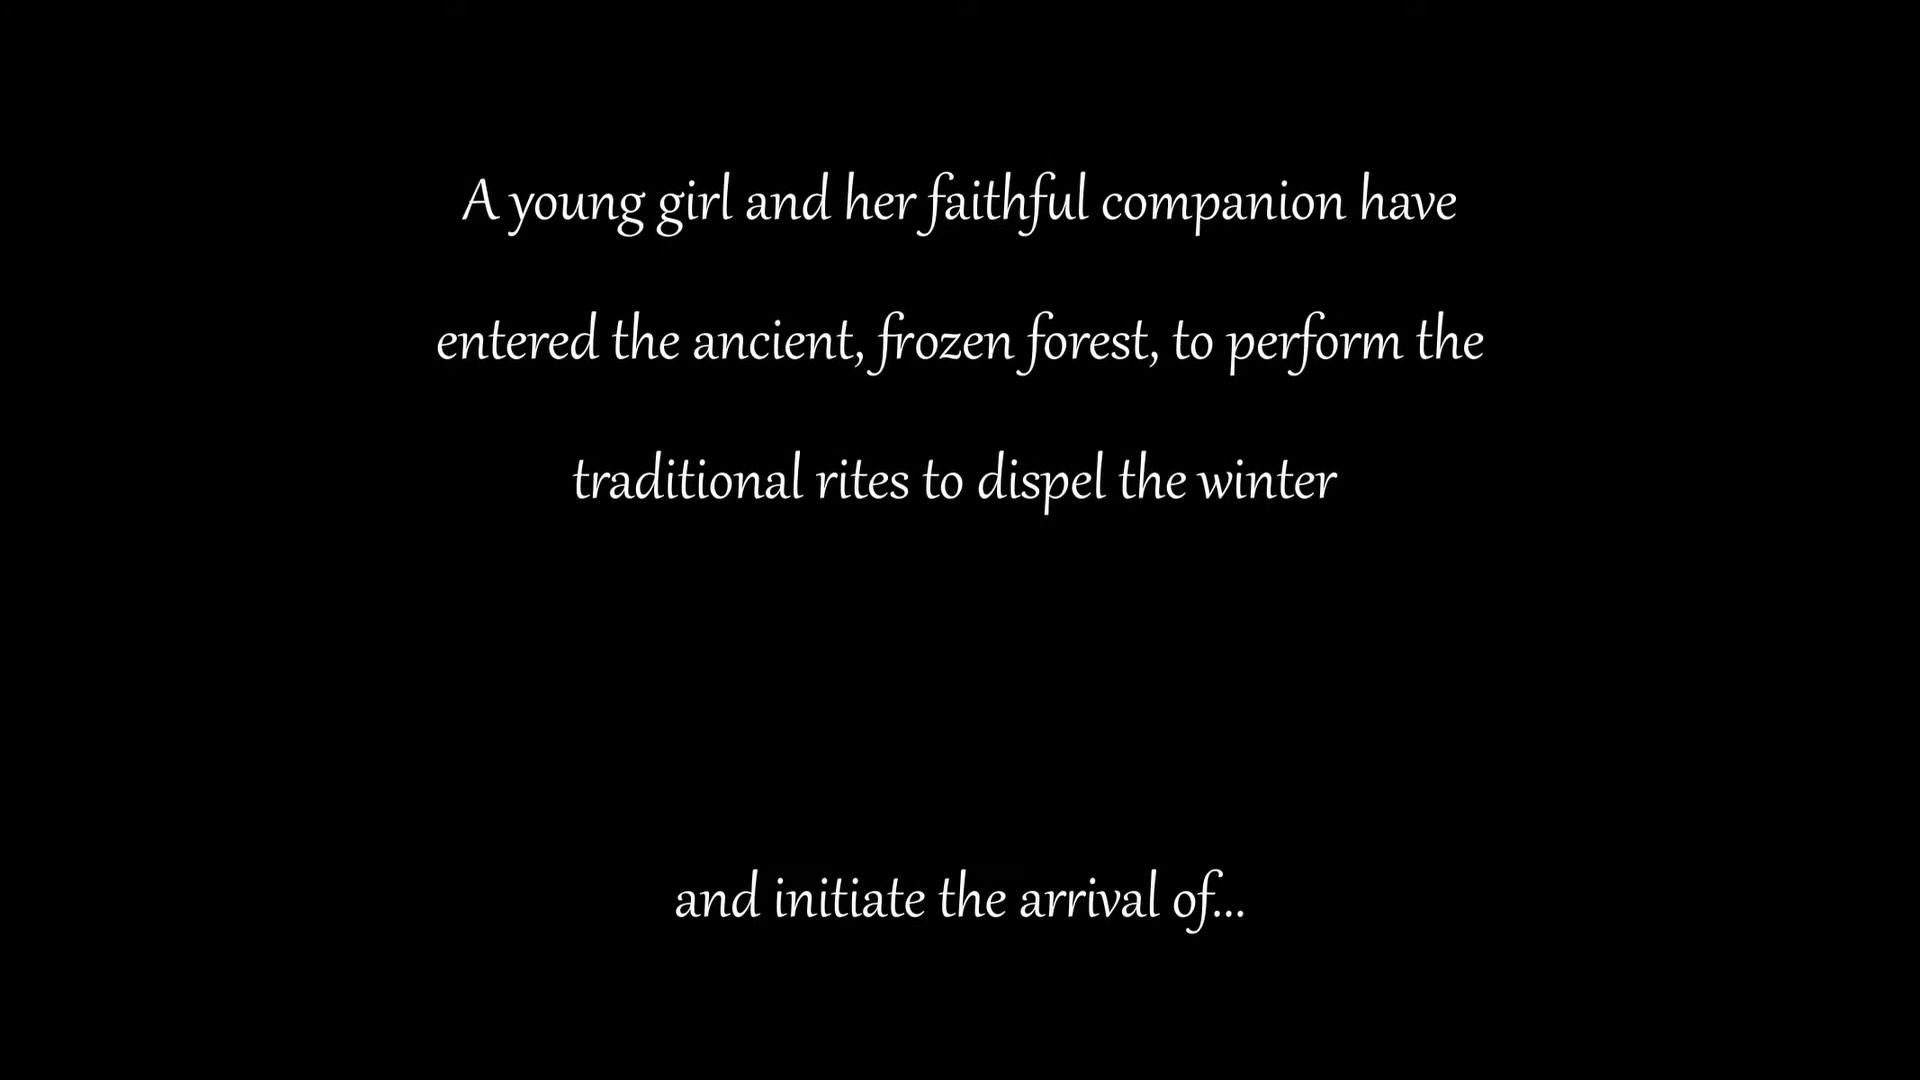 A young girl and her faithful companion have
entered the ancient, frozen forest, to perform the
traditional rites to dispel the winter
and initiate the arrival of...